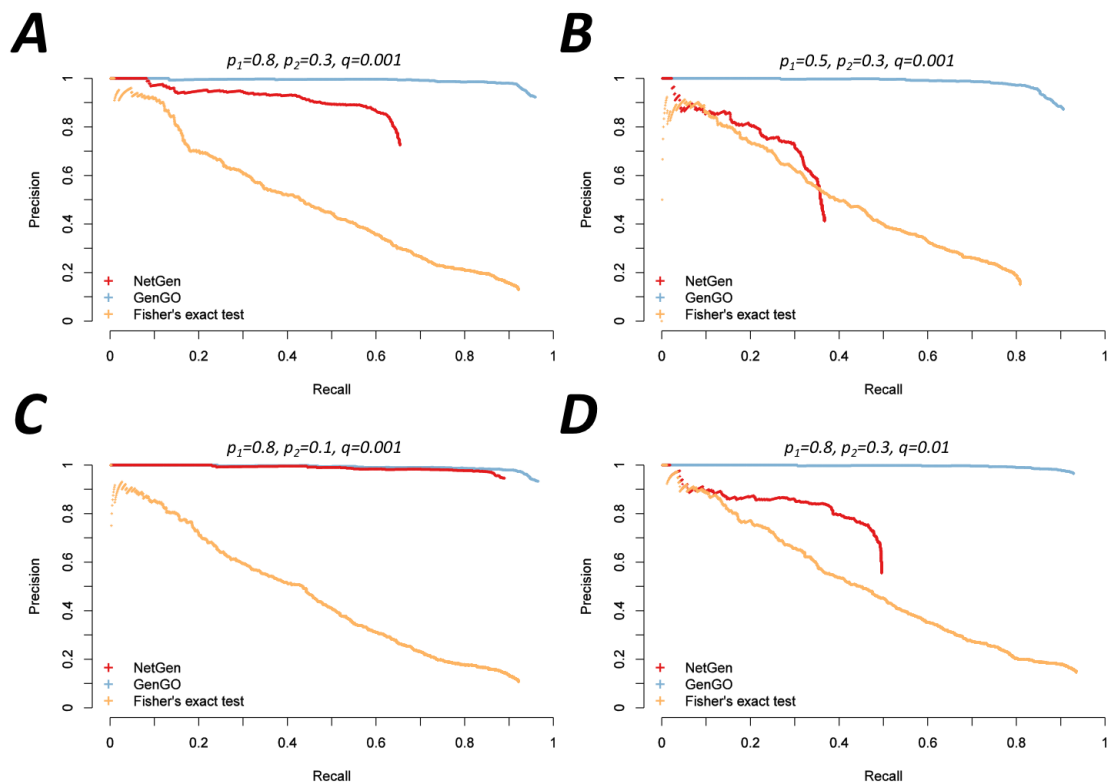 A
p1=0.8, p2=0.3, q=0.001
Precision
0 0.2 0.4 0.6 0.8 1
NetGen
GenGO
Fisher's exact test
0 0.2 0.4 0.6 0.8 1
Recall
B
p1=0.5, p2=0.3, q=0.001
Precision
0 0.2 0.4 0.6 0.8 1
NetGen
GenGO
Fisher's exact test
0 0.2 0.4 0.6 0.8 1
Recall
C
p1=0.8, p2=0.1, q=0.001
Precision
0 0.2 0.4 0.6 0.8 1
NetGen
GenGO
Fisher's exact test
0 0.2 0.4 0.6 0.8 1
Recall
D
p1=0.8, p2=0.3, q=0.01
Precision
0 0.2 0.4 0.6 0.8 1
NetGen
GenGO
Fisher's exact test
0 0.2 0.4 0.6 0.8 1
Recall